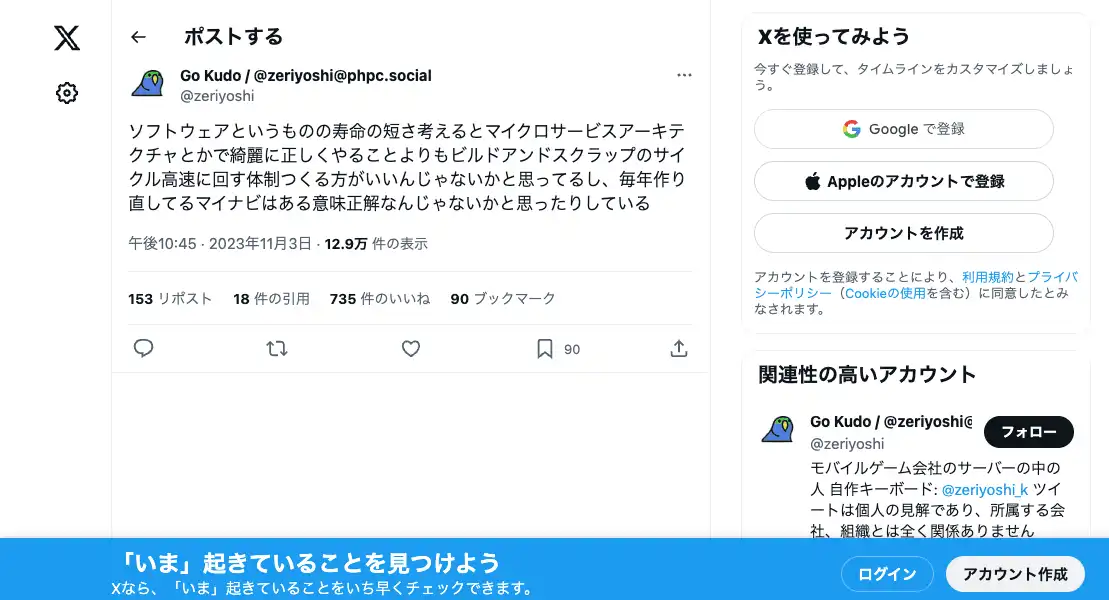 ポストする
Go Kudo / @zeriyoshi@phpc.social
@zeriyoshi
ソフトウェアというものの寿命の短さ考えるとマイクロサービスアーキテ
クチャとかで綺麗に正しくやることよりもビルドアンドスクラップのサイ
クル高速に回す体制つくる方がいいんじゃないかと思ってるし、毎年作り
直してるマイナビはある意味正解なんじゃないかと思ったりしている
午後10:45 · 2023年11月3日 · 12.9万 件の表示
153 リポスト 18 件の引用 735 件のいいね 90 ブックマーク
90
Xを使ってみよう
今すぐ登録して、タイムラインをカスタマイズしましょ
う。
Google で登録
Appleのアカウントで登録
アカウントを作成
アカウントを登録することにより、利用規約とプライバ
シーポリシー（Cookieの使用を含む）に同意したとみ
なされます。
関連性の高いアカウント
Go Kudo / @zeriyoshi@
フォロー
@zeriyoshi
モバイルゲーム会社のサーバーの中の
人 自作キーボード: @zeriyoshi_k ツイ
ートは個人の見解であり、所属する会
社、組織とは全く関係ありません
「いま」起きていることを見つけよう
Xなら、「いま」起きていることをいち早くチェックできます。
ログイン
アカウント作成